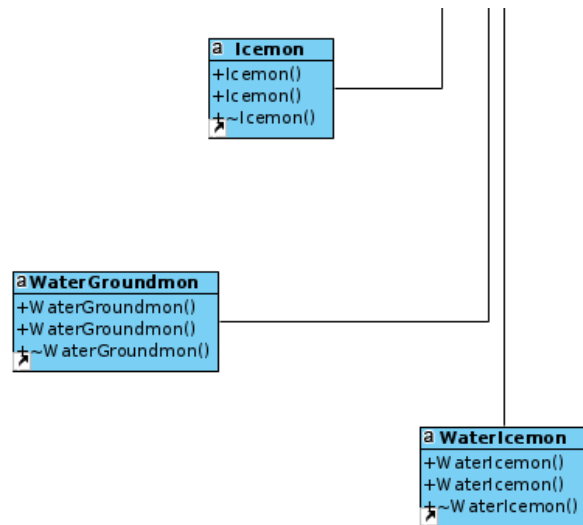 a Icemon
+Icemon()
+Icemon()
+~Icemon()
a WaterGroundmon
+WaterGroundmon()
+WaterGroundmon()
+~WaterGroundmon()
a WaterIcemon
+WaterIcemon()
+WaterIcemon()
+~WaterIcemon()